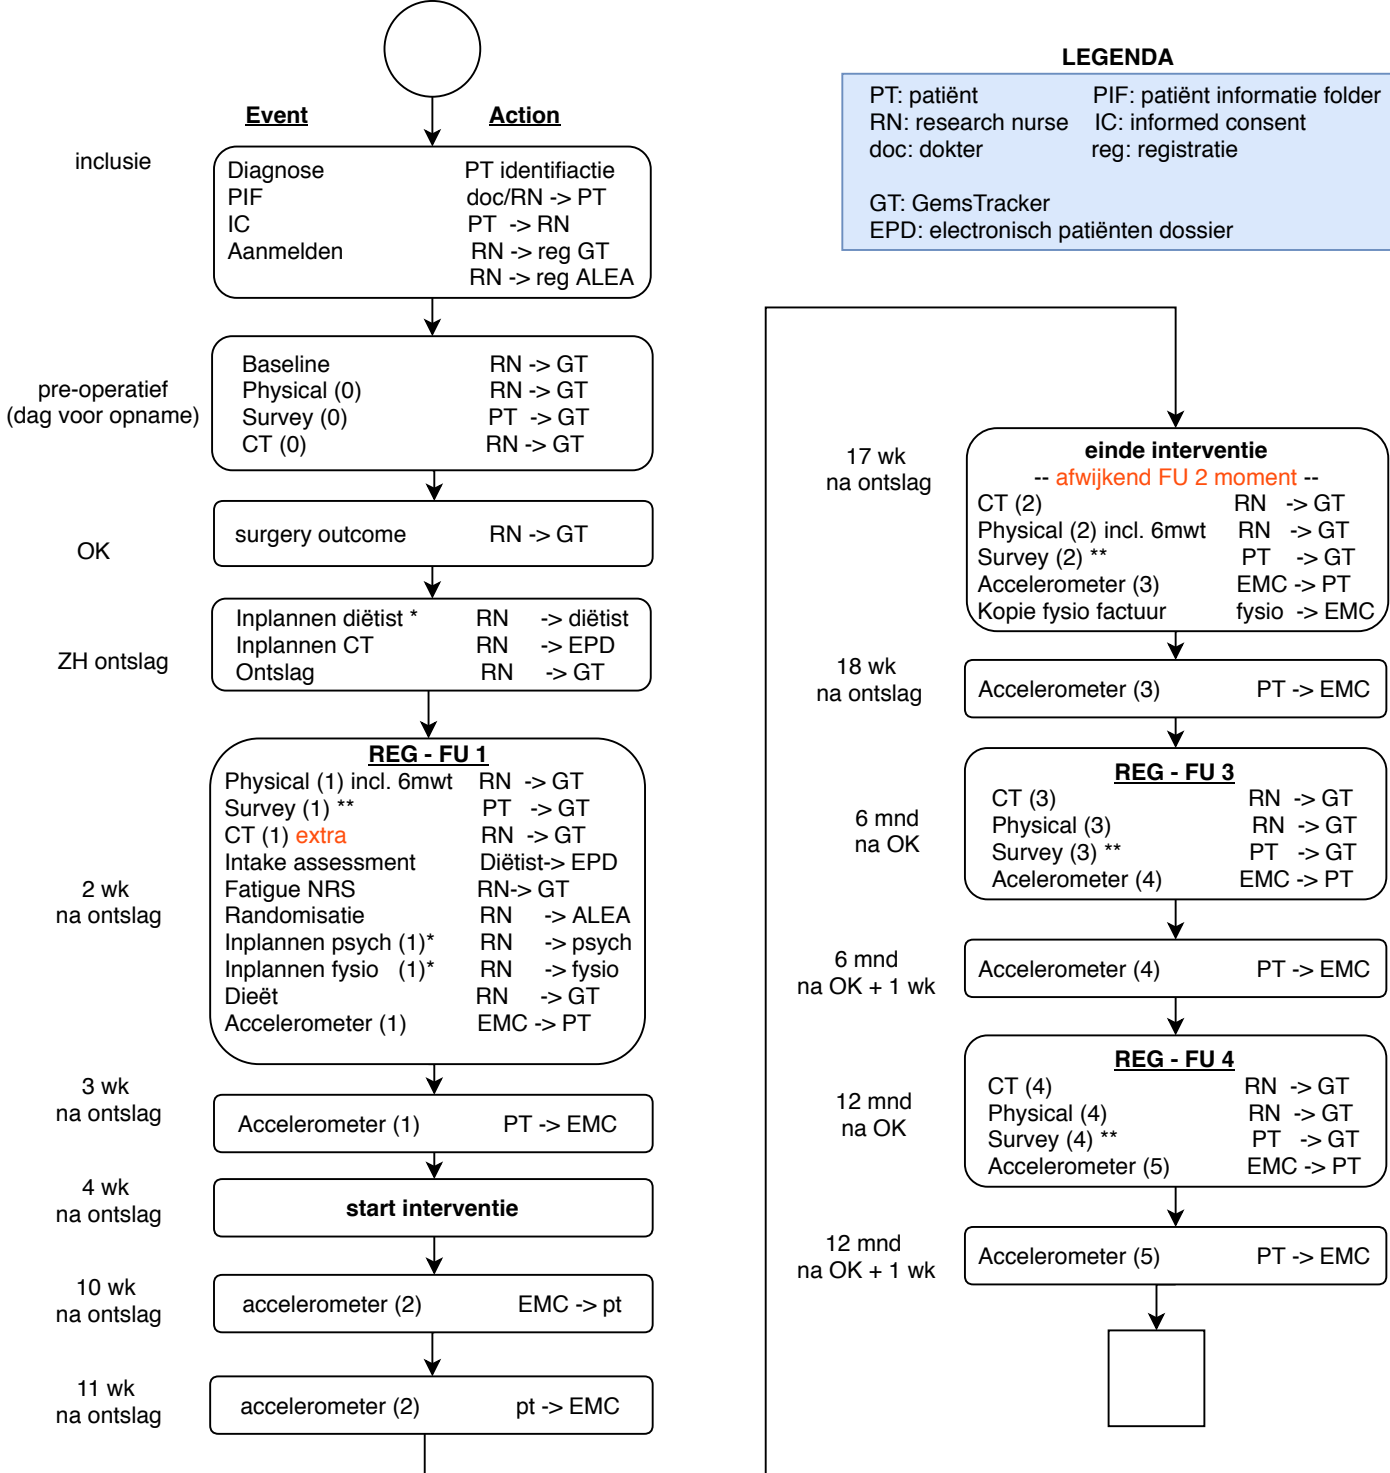 Event Action
inclusie
Diagnose PT identifiactie
PIF doc/RN -> PT
IC PT -> RN
Aanmelden RN -> reg GT
RN -> reg ALEA
pre-operatief
(dag voor opname)
Baseline RN -> GT
Physical (0) RN -> GT
Survey (0) PT -> GT
CT (0) RN -> GT
OK
surgery outcome RN -> GT
ZH ontslag
Inplannen diëtist * RN -> diëtist
Inplannen CT RN -> EPD
Ontslag RN -> GT
2 wk
na ontslag
REG - FU 1
Physical (1) incl. 6mwt RN -> GT
Survey (1) ** PT -> GT
CT (1) extra RN -> GT
Intake assessment Diëtist-> EPD
Fatigue NRS RN-> GT
Randomisatie RN -> ALEA
Inplannen psych (1)* RN -> psych
Inplannen fysio (1)* RN -> fysio
Dieët RN -> GT
Accelerometer (1) EMC -> PT
3 wk
na ontslag
Accelerometer (1) PT -> EMC
4 wk
na ontslag
start interventie
10 wk
na ontslag
accelerometer (2) EMC -> pt
11 wk
na ontslag
accelerometer (2) pt -> EMC
LEGENDA
PT: patiënt PIF: patiënt informatie folder
RN: research nurse IC: informed consent
doc: dokter reg: registratie
GT: GemsTracker
EPD: electronisch patiënten dossier
17 wk
na ontslag
einde interventie
-- afwijkend FU 2 moment --
CT (2) RN -> GT
Physical (2) incl. 6mwt RN -> GT
Survey (2) ** PT -> GT
Accelerometer (3) EMC -> PT
Kopie fysio factuur fysio -> EMC
18 wk
na ontslag
Accelerometer (3) PT -> EMC
6 mnd
na OK
REG - FU 3
CT (3) RN -> GT
Physical (3) RN -> GT
Survey (3) ** PT -> GT
Acelerometer (4) EMC -> PT
6 mnd
na OK + 1 wk
Accelerometer (4) PT -> EMC
12 mnd
na OK
REG - FU 4
CT (4) RN -> GT
Physical (4) RN -> GT
Survey (4) ** PT -> GT
Accelerometer (5) EMC -> PT
12 mnd
na OK + 1 wk
Accelerometer (5) PT -> EMC